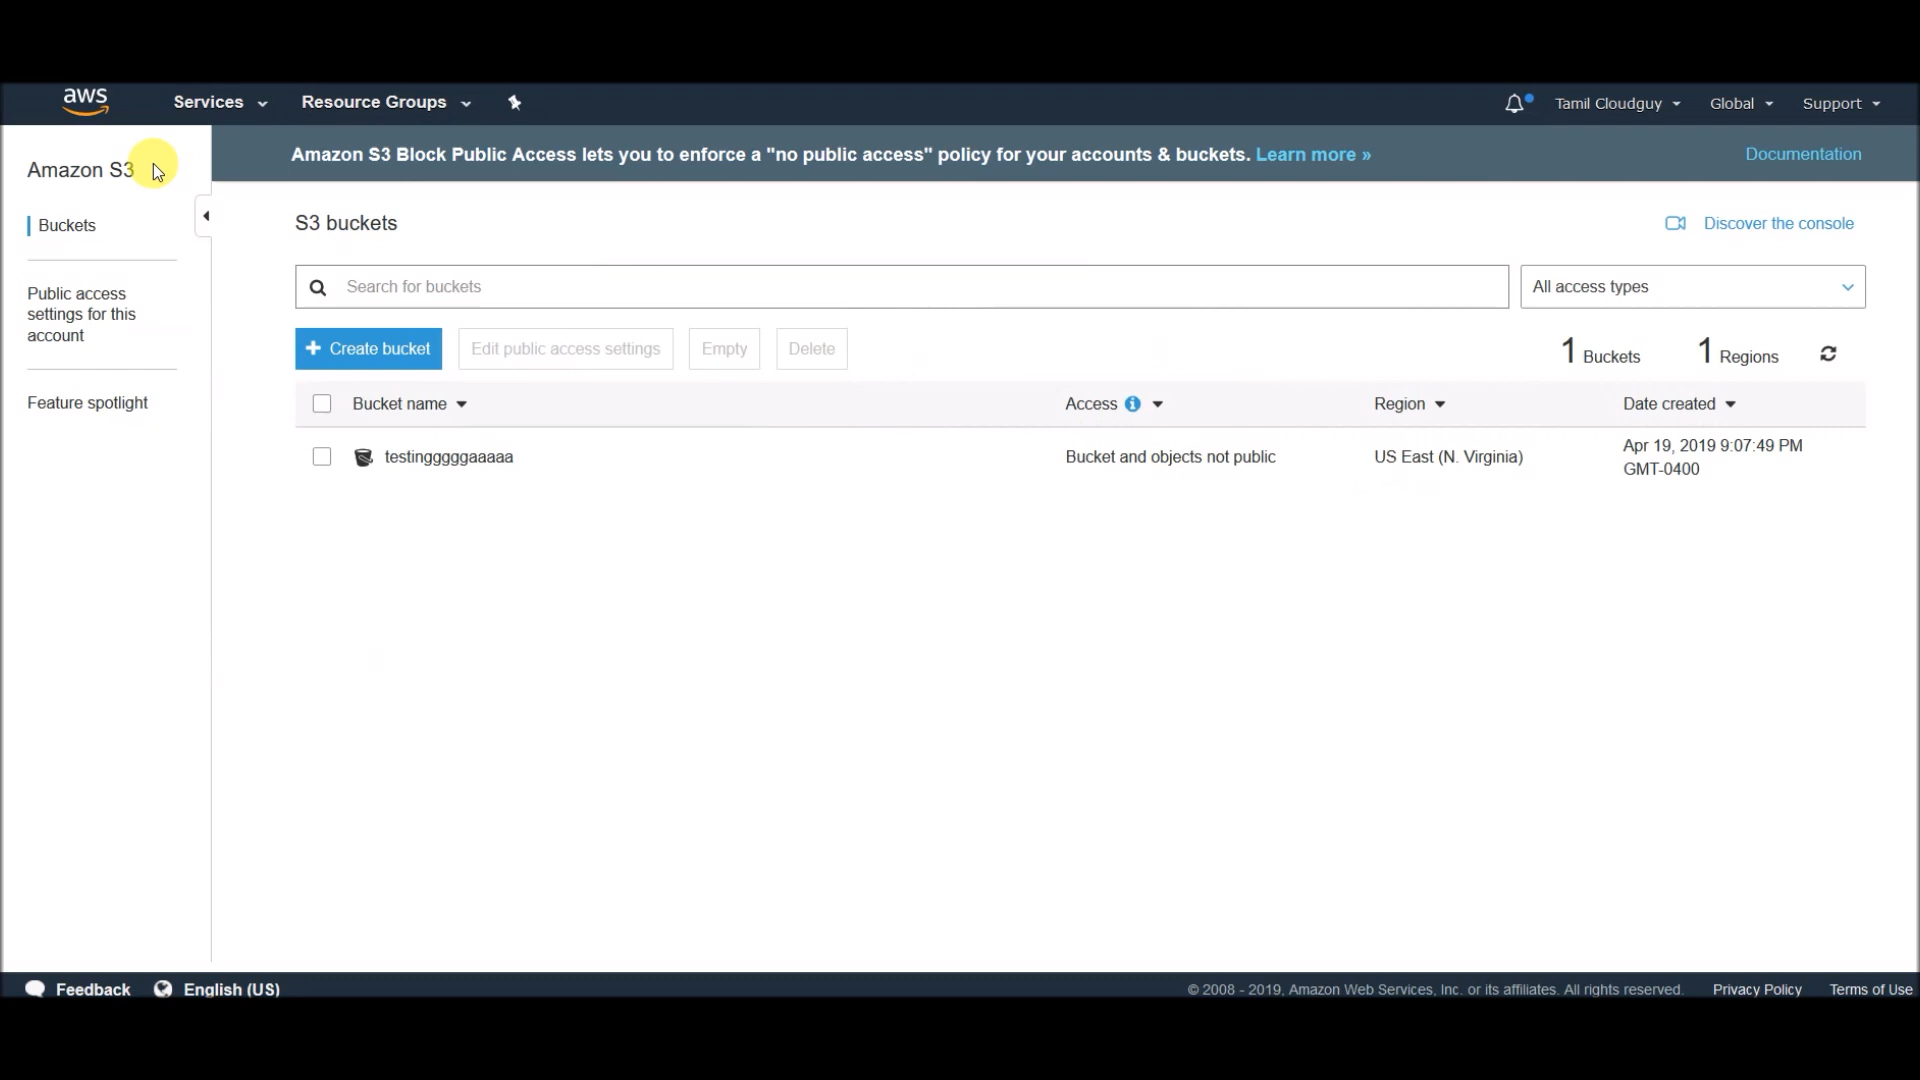 aws
Services
Resource Groups
Tamil Cloudguy
Global
Support
Amazon S3
Amazon S3 Block Public Access lets you to enforce a "no public access" policy for your accounts & buckets. Learn more »
Documentation
Buckets
Public access
settings for this
account
Feature spotlight
S3 buckets
Discover the console
Search for buckets
All access types
Create bucket
Edit public access settings
Empty
Delete
1 Buckets
1 Regions
Bucket name
Access
Region
Date created
testingggggaaaaa
Bucket and objects not public
US East (N. Virginia)
Apr 19, 2019 9:07:49 PM
GMT-0400
Feedback
English (US)
© 2008 - 2019, Amazon Web Services, Inc. or its affiliates. All rights reserved.
Privacy Policy
Terms of Use